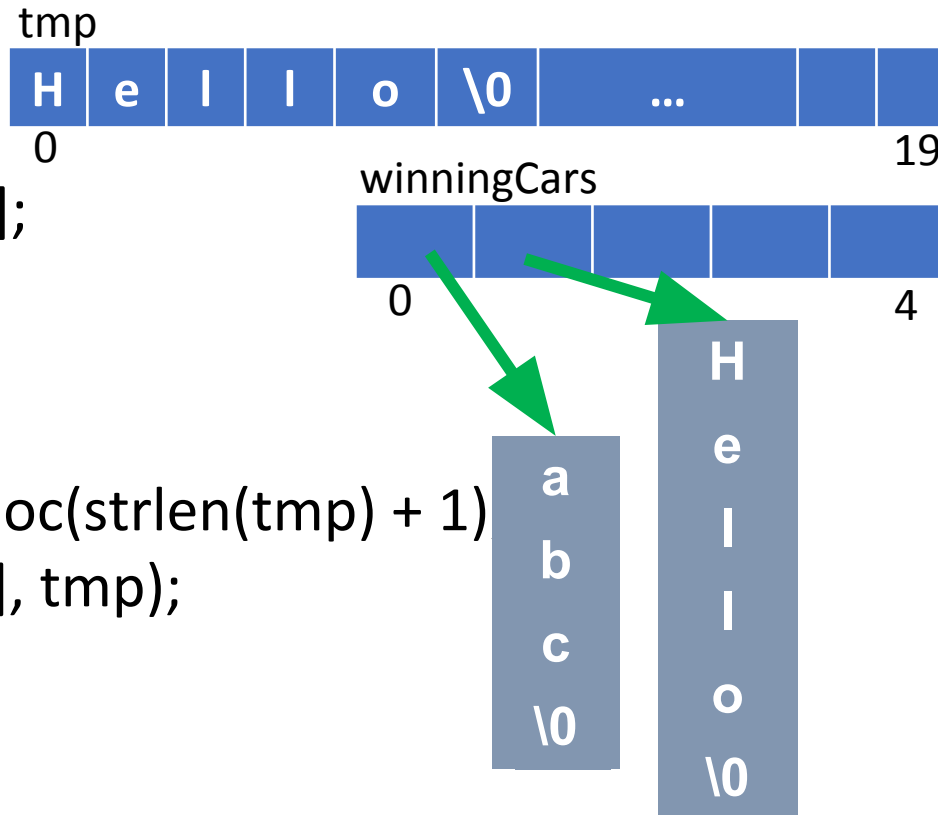 tmp
H e l l o \0 ...
0 19
];
winningCars
0 4
oc(strlen(tmp) + 1)
], tmp);
a
b
c
\0
H
e
l
l
o
\0